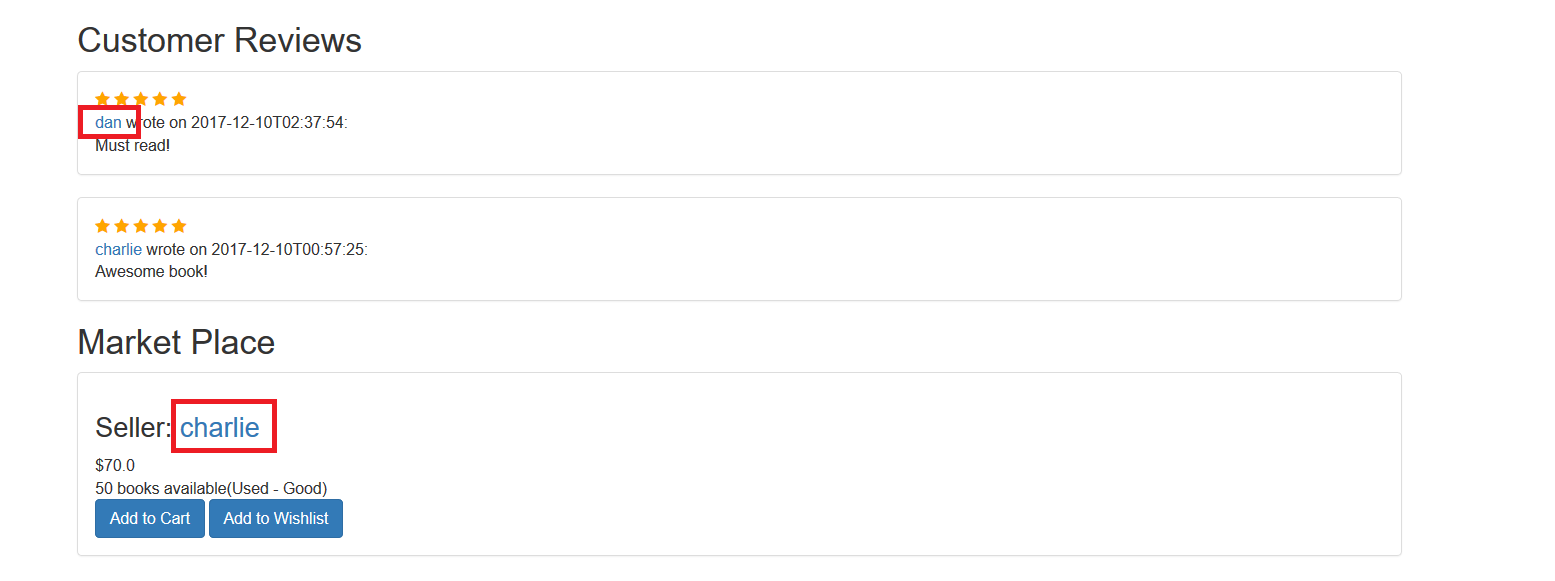 Customer Reviews
dan wrote on 2017-12-10T02:37:54:
Must read!
charlie wrote on 2017-12-10T00:57:25:
Awesome book!
Market Place
Seller: charlie
$70.0
50 books available(Used - Good)
Add to Cart Add to Wishlist